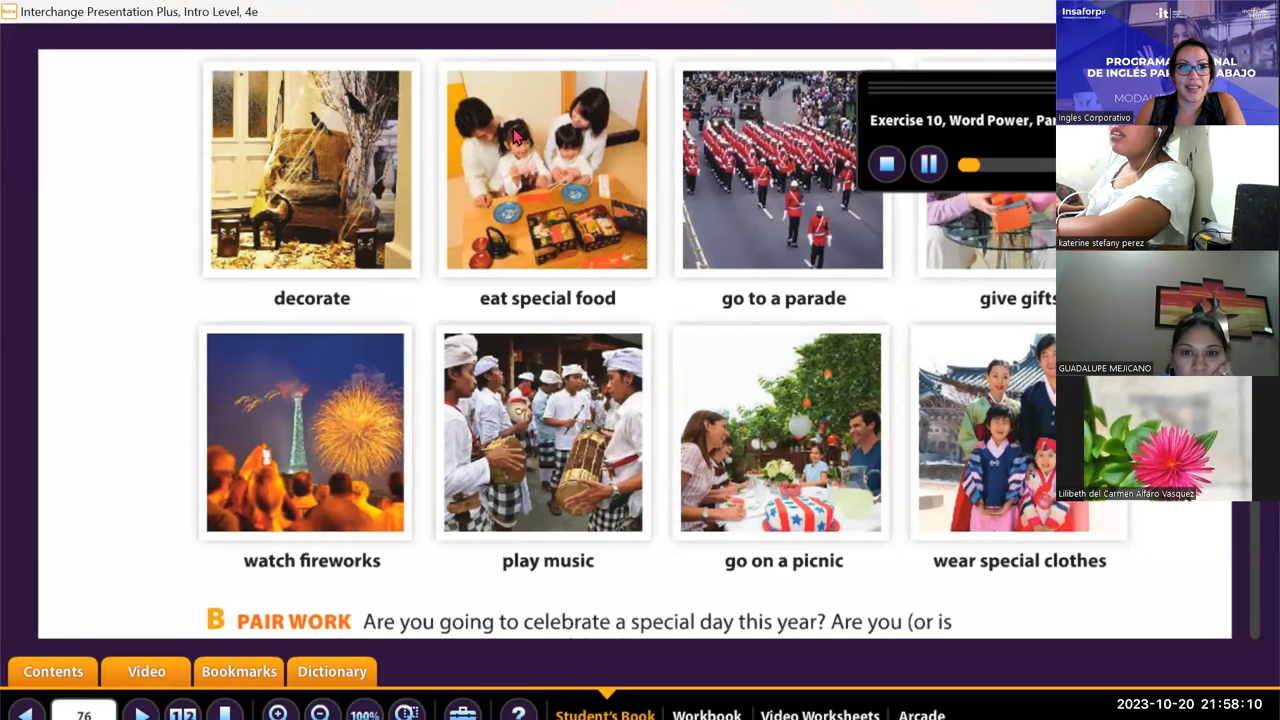 Interchange Presentation Plus, Intro Level, 4e
Insaforp
it
PROGRAMA NAL
DE INGLÉS PA ABAJO
MODAL
Ingles Corporativo
Exercise 10, Word Power, Par
katerine stefany perez
decorate
eat special food
go to a parade
give gifts
GUADALUPE MEJICANO
Lilibeth del Carmen Alfaro Vasquez
watch fireworks
play music
go on a picnic
wear special clothes
B PAIR WORK Are you going to celebrate a special day this year? Are you (or is
Contents
Video
Bookmarks
Dictionary
76
1 2
100%
?
Student's Book
Workbook
Video Worksheets
Arcade
2023-10-20 21:58:10